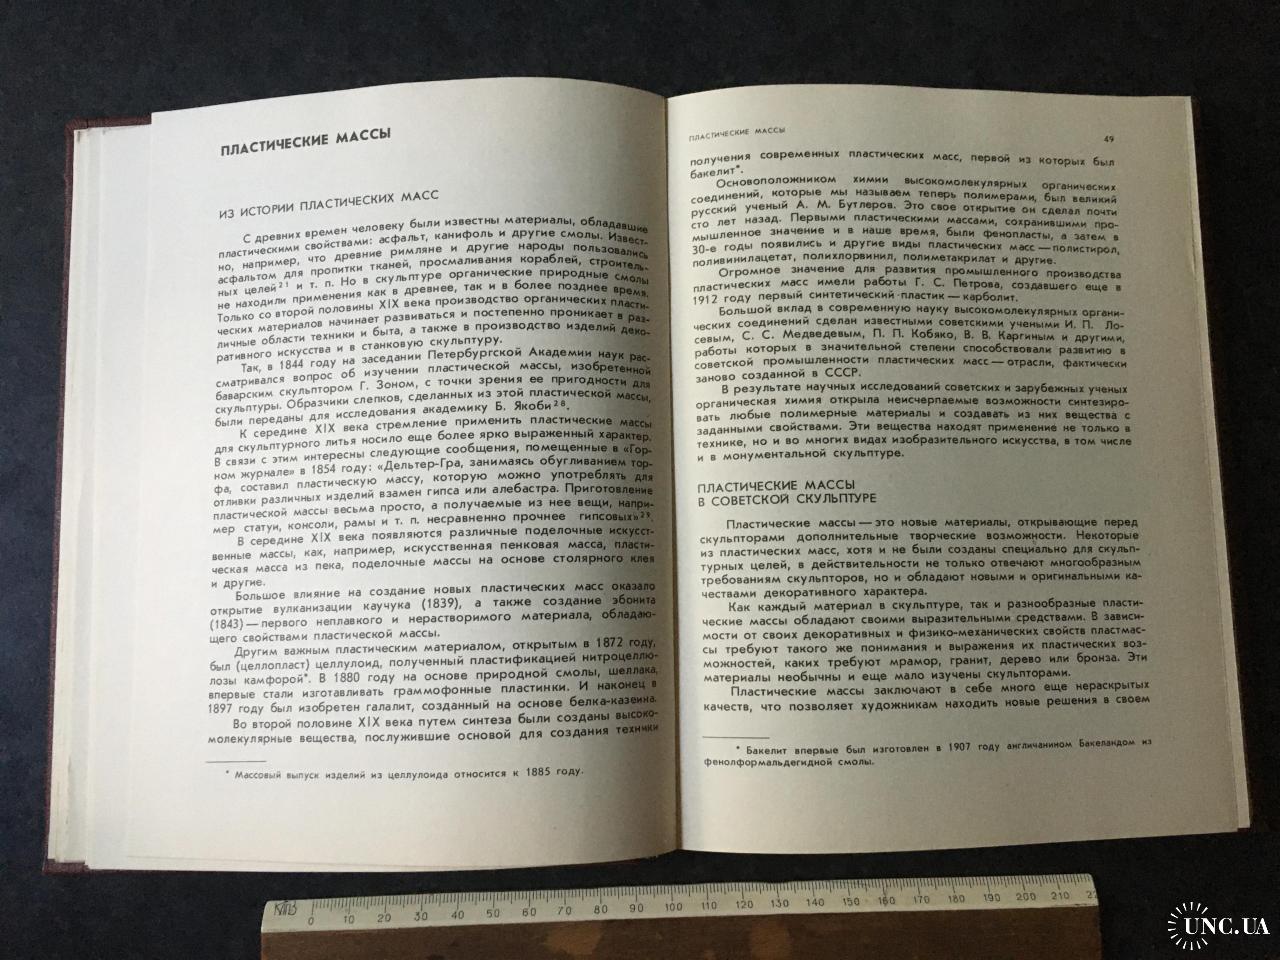 ПЛАСТИЧЕСКИЕ МАССЫ
ИЗ ИСТОРИИ ПЛАСТИЧЕСКИХ МАСС
С древних времен человеку были известны материалы, обладавшие
пластическими свойствами: асфальт, канифоль и другие смолы. Извест-
но, например, что древние римляне и другие народы пользовались
асфальтом для пропитки тканей, просмаливания кораблей, строитель-
ных целей²¹ и т. п. Но в скульптуре органические природные смолы
не находили применения как в древнее, так и в более позднее время.
Только со второй половины XIX века производство органических пласти-
ческих материалов начинает развиваться и постепенно проникает в раз-
личные области техники и быта, а также в производство изделий деко-
ративного искусства и в станковую скульптуру.
Так, в 1844 году на заседании Петербургской Академии наук рас-
сматривался вопрос об изучении пластической массы, изобретенной
баварским скульптором Г. Зоном, с точки зрения ее пригодности для
скульптуры. Образчики слепков, сделанных из этой пластической массы,
были переданы для исследования академику Б. Якоби²⁸.
К середине XIX века стремление применить пластические массы
для скульптурного литья носило еще более ярко выраженный характер.
В связи с этим интересны следующие сообщения, помещенные в «Гор-
ном журнале» в 1854 году: «Дельтер-Гра, занимаясь обугливанием тор-
фа, составил пластическую массу, которую можно употреблять для
отливки различных изделий взамен гипса или алебастра. Приготовление
пластической массы весьма просто, а получаемые из нее вещи, напри-
мер статуи, консоли, рамы и т. п. несравненно прочнее гипсовых»²⁹.
В середине XIX века появляются различные поделочные искусст-
венные массы, как, например, искусственная пенковая масса, пласти-
ческая масса из пека, поделочные массы на основе столярного клея
и другие.
Большое влияние на создание новых пластических масс оказало
открытие вулканизации каучука (1839), а также создание эбонита
(1843) — первого неплавкого и нерастворимого материала, обладаю-
щего свойствами пластической массы.
Другим важным пластическим материалом, открытым в 1872 году,
был (целлопласт) целлулоид, полученный пластификацией нитроцеллю-
лозы камфорой*. В 1880 году на основе природной смолы, шеллака,
впервые стали изготавливать граммофонные пластинки. И наконец в
1897 году был изобретен галалит, созданный на основе белка-казеина.
Во второй половине XIX века путем синтеза были созданы высоко-
молекулярные вещества, послужившие основой для создания техники
* Массовый выпуск изделий из целлулоида относится к 1885 году.
ПЛАСТИЧЕСКИЕ МАССЫ 49
получения современных пластических масс, первой из которых был
бакелит*.
Основоположником химии высокомолекулярных органических
соединений, которые мы называем теперь полимерами, был великий
русский ученый А. М. Бутлеров. Это свое открытие он сделал почти
сто лет назад. Первыми пластическими массами, сохранившими про-
мышленное значение и в наше время, были фенопласты, а затем в
30-е годы появились и другие виды пластических масс — полистирол,
поливинилацетат, полихлорвинил, полиметакрилат и другие.
Огромное значение для развития промышленного производства
пластических масс имели работы Г. С. Петрова, создавшего еще в
1912 году первый синтетический пластик — карболит.
Большой вклад в современную науку высокомолекулярных органи-
ческих соединений сделан известными советскими учеными И. П. Ло-
севым, С. С. Медведевым, П. П. Кобяко, В. В. Каргиным и другими,
работы которых в значительной степени способствовали развитию в
советской промышленности пластических масс — отрасли, фактически
заново созданной в СССР.
В результате научных исследований советских и зарубежных ученых
органическая химия открыла неисчерпаемые возможности синтезиро-
вать любые полимерные материалы и создавать из них вещества с
заданными свойствами. Эти вещества находят применение не только в
технике, но и во многих видах изобразительного искусства, в том числе
и в монументальной скульптуре.
ПЛАСТИЧЕСКИЕ МАССЫ
В СОВЕТСКОЙ СКУЛЬПТУРЕ
Пластические массы — это новые материалы, открывающие перед
скульпторами дополнительные творческие возможности. Некоторые
из пластических масс, хотя и не были созданы специально для скульп-
турных целей, в действительности не только отвечают многообразным
требованиям скульпторов, но и обладают новыми и оригинальными ка-
чествами декоративного характера.
Как каждый материал в скульптуре, так и разнообразные пласти-
ческие массы обладают своими выразительными средствами. В зависи-
мости от своих декоративных и физико-механических свойств пластмас-
сы требуют такого же понимания и выражения их пластических воз-
можностей, каких требуют мрамор, гранит, дерево или бронза. Эти
материалы необычны и еще мало изучены скульпторами.
Пластические массы заключают в себе много еще нераскрытых
качеств, что позволяет художникам находить новые решения в своем
* Бакелит впервые был изготовлен в 1907 году англичанином Бакеландом из
фенолформальдегидной смолы.
0 10 20 30 40 50 60 70 80 90 100 110 120 130 140 150 160 170 180 190 200 210
UNC.UA